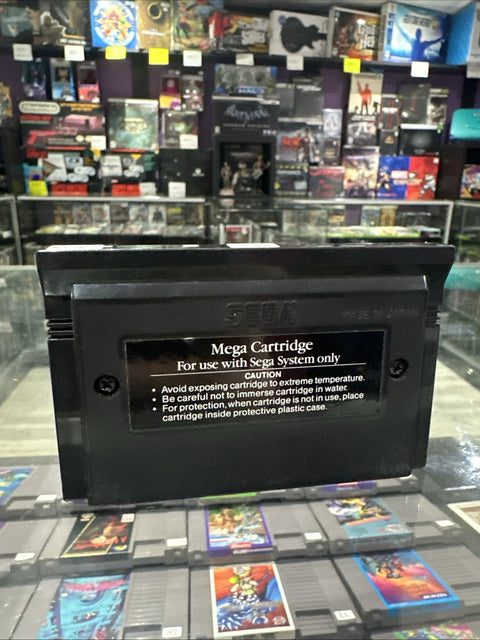 SEGA
MADE IN JAPAN
Mega Cartridge
For use with Sega System only
CAUTION
• Avoid exposing cartridge to extreme temperature.
• Be careful not to immerse cartridge in water.
• For protection, when cartridge is not in use, place
cartridge inside protective plastic case.